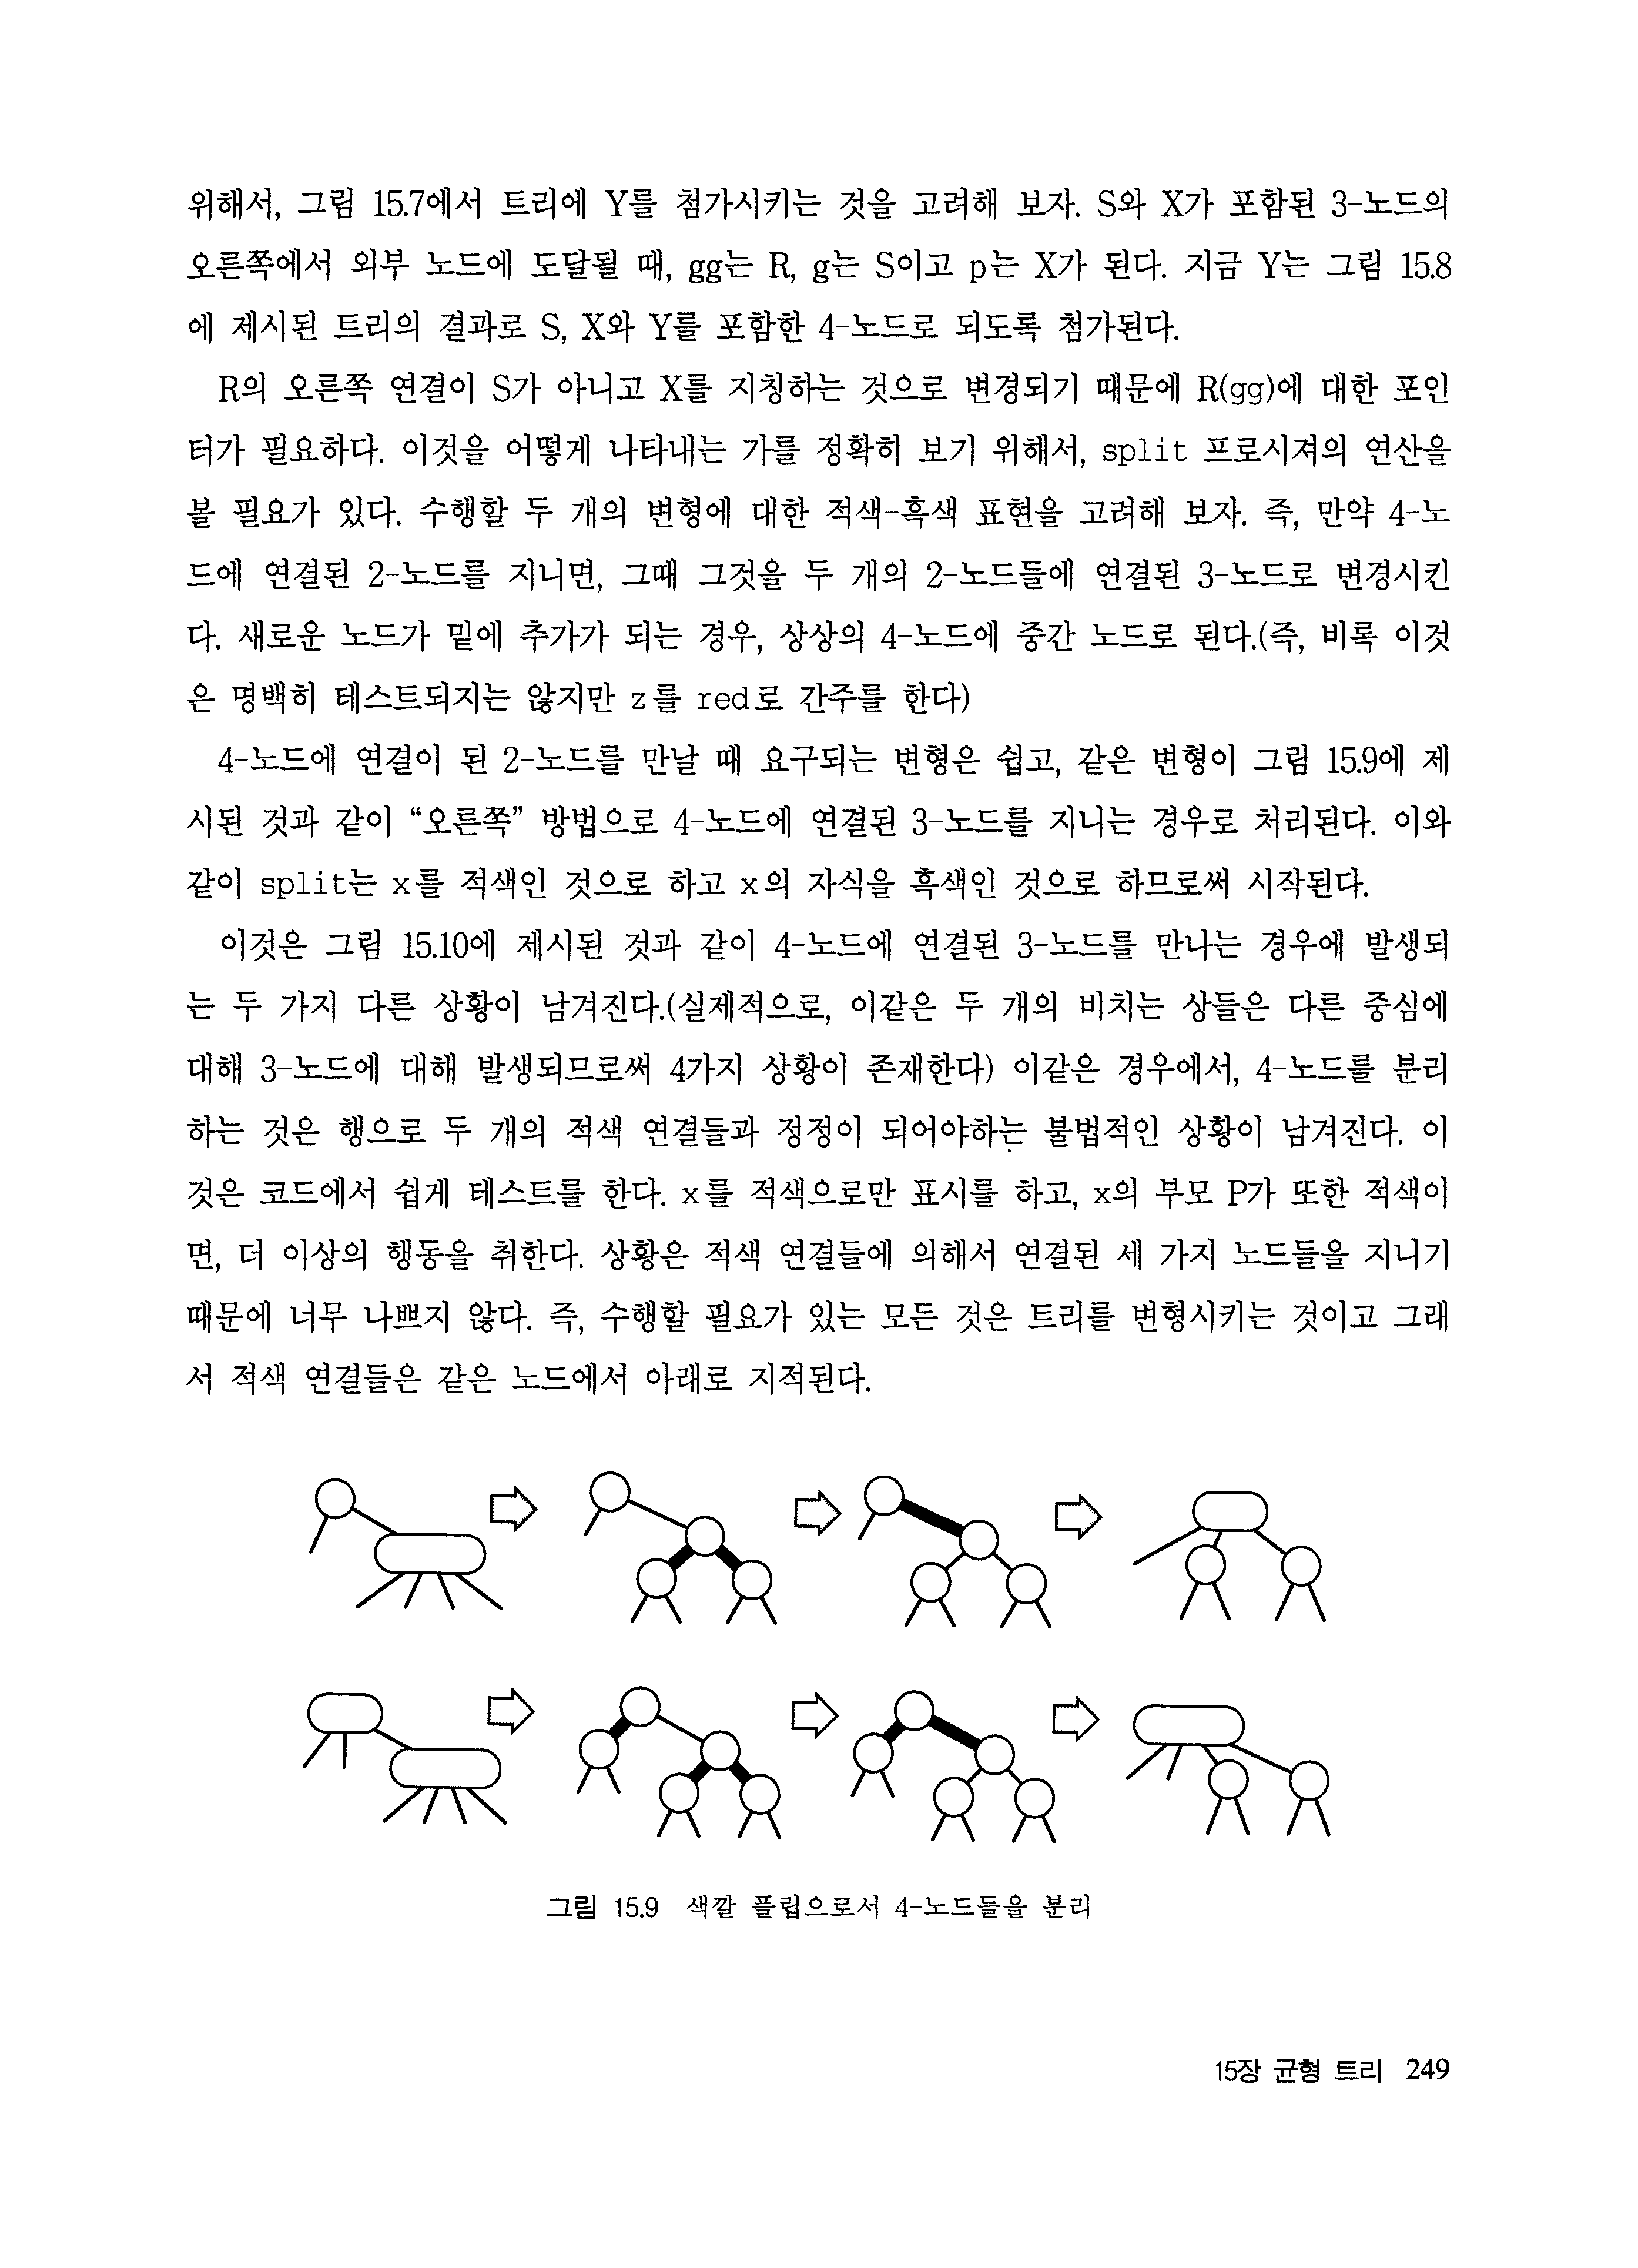 위해서, 그림 15.7에서 트리에 Y를 첨가시키는 것을 고려해 보자. S와 X가 포함된 3-노드의
오른쪽에서 외부 노드에 도달될 때, gg는 R, g는 S이고 p는 X가 된다. 지금 Y는 그림 15.8
에 제시된 트리의 결과로 S, X와 Y를 포함한 4-노드로 되도록 첨가된다.
R의 오른쪽 연결이 S가 아니고 X를 지칭하는 것으로 변경되기 때문에 R(gg)에 대한 포인
터가 필요하다. 이것을 어떻게 나타내는 가를 정확히 보기 위해서, split 프로시져의 연산을
볼 필요가 있다. 수행할 두 개의 변형에 대한 적색-흑색 표현을 고려해 보자. 즉, 만약 4-노
드에 연결된 2-노드를 지니면, 그때 그것을 두 개의 2-노드들에 연결된 3-노드로 변경시킨
다. 새로운 노드가 밑에 추가가 되는 경우, 상상의 4-노드에 중간 노드로 된다.(즉, 비록 이것
은 명백히 테스트되지는 않지만 z를 red로 간주를 한다)
4-노드에 연결이 된 2-노드를 만날 때 요구되는 변형은 쉽고, 같은 변형이 그림 15.9에 제
시된 것과 같이 “오른쪽” 방법으로 4-노드에 연결된 3-노드를 지니는 경우로 처리된다. 이와
같이 split는 x를 적색인 것으로 하고 x의 자식을 흑색인 것으로 하므로써 시작된다.
이것은 그림 15.10에 제시된 것과 같이 4-노드에 연결된 3-노드를 만나는 경우에 발생되
는 두 가지 다른 상황이 남겨진다.(실제적으로, 이같은 두 개의 비치는 상들은 다른 중심에
대해 3-노드에 대해 발생되므로써 4가지 상황이 존재한다) 이같은 경우에서, 4-노드를 분리
하는 것은 행으로 두 개의 적색 연결들과 정정이 되어야하는 불법적인 상황이 남겨진다. 이
것은 코드에서 쉽게 테스트를 한다. x를 적색으로만 표시를 하고, x의 부모 P가 또한 적색이
면, 더 이상의 행동을 취한다. 상황은 적색 연결들에 의해서 연결된 세 가지 노드들을 지니기
때문에 너무 나쁘지 않다. 즉, 수행할 필요가 있는 모든 것은 트리를 변형시키는 것이고 그래
서 적색 연결들은 같은 노드에서 아래로 지적된다.
그림 15.9 색깔 플립으로서 4-노드들을 분리
15장 균형 트리 249